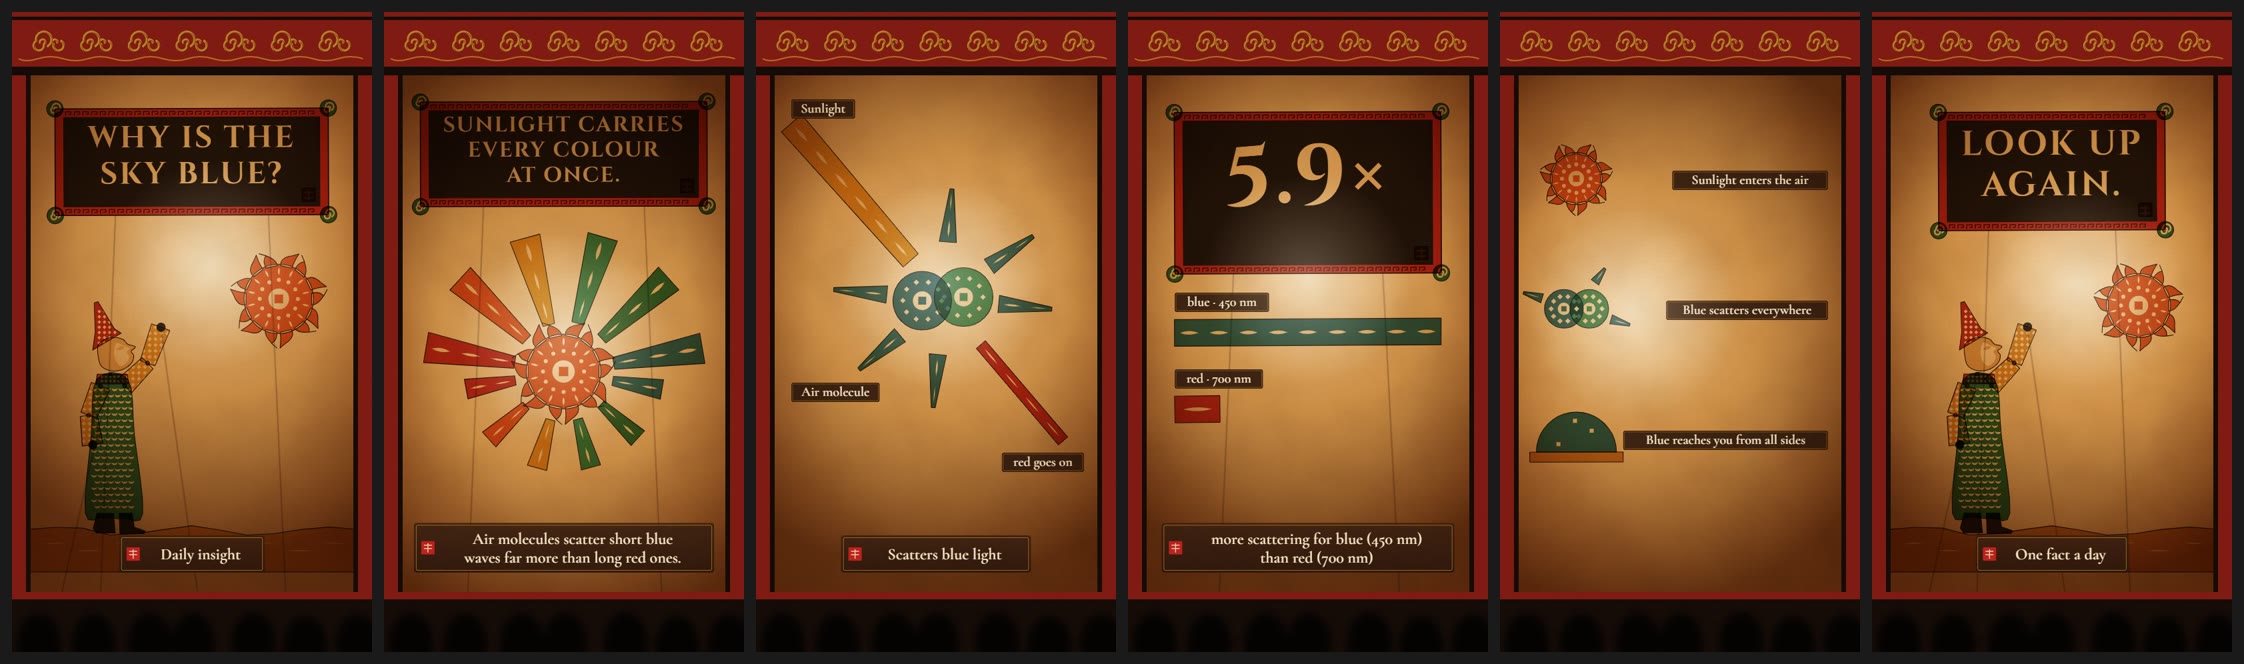 WHY IS THE
SKY BLUE?
Daily insight
SUNLIGHT CARRIES
EVERY COLOUR
AT ONCE.
Air molecules scatter short blue
waves far more than long red ones.
Sunlight
Air molecule
red goes on
Scatters blue light
5.9×
blue · 450 nm
red · 700 nm
more scattering for blue (450 nm)
than red (700 nm)
Sunlight enters the air
Blue scatters everywhere
Blue reaches you from all sides
LOOK UP
AGAIN.
One fact a day